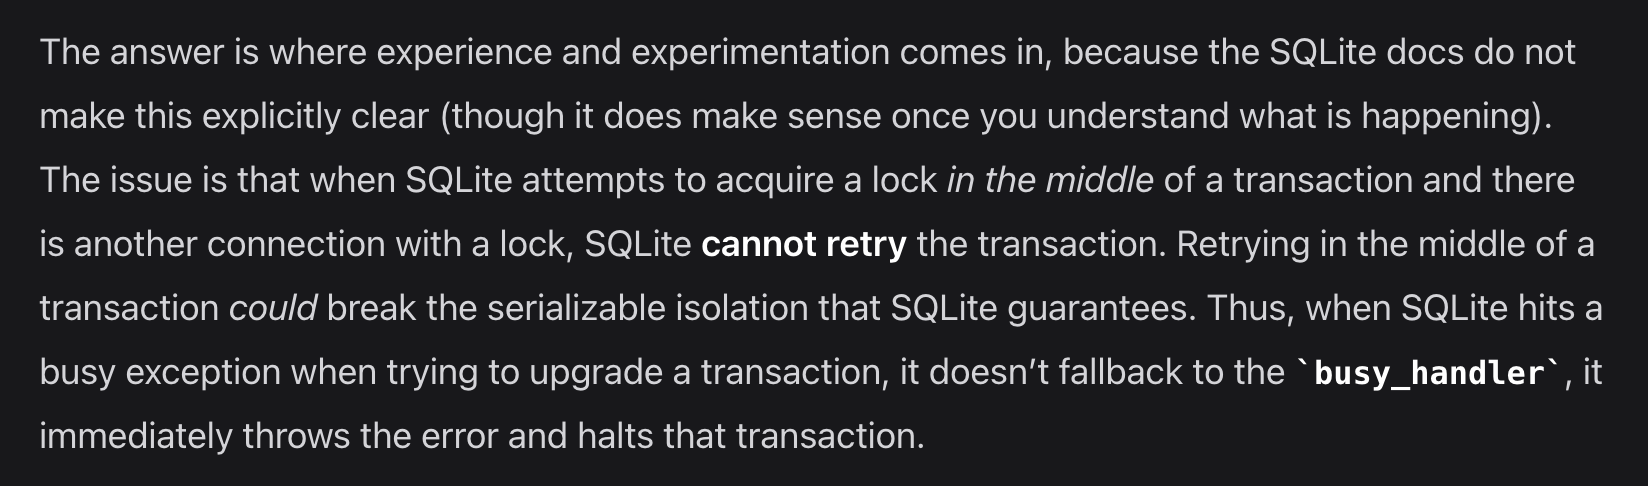 The answer is where experience and experimentation comes in, because the SQLite docs do not
make this explicitly clear (though it does make sense once you understand what is happening).
The issue is that when SQLite attempts to acquire a lock in the middle of a transaction and there
is another connection with a lock, SQLite cannot retry the transaction. Retrying in the middle of a
transaction could break the serializable isolation that SQLite guarantees. Thus, when SQLite hits a
busy exception when trying to upgrade a transaction, it doesn’t fallback to the `busy_handler`, it
immediately throws the error and halts that transaction.